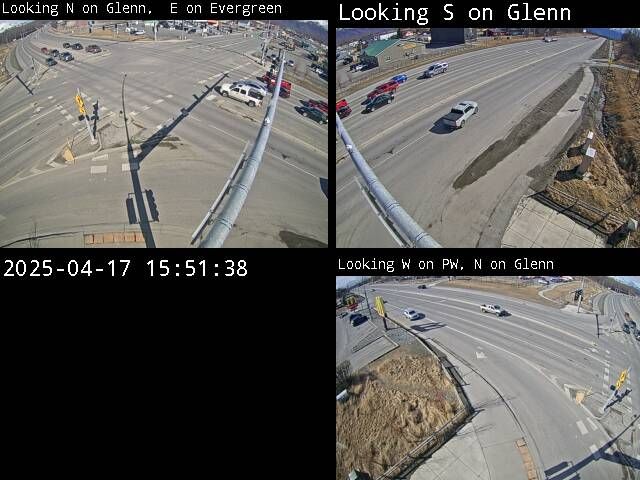 Looking N on Glenn,  E on Evergreen
Looking S on Glenn
2025-04-17 15:51:38
Looking W on PW, N on Glenn